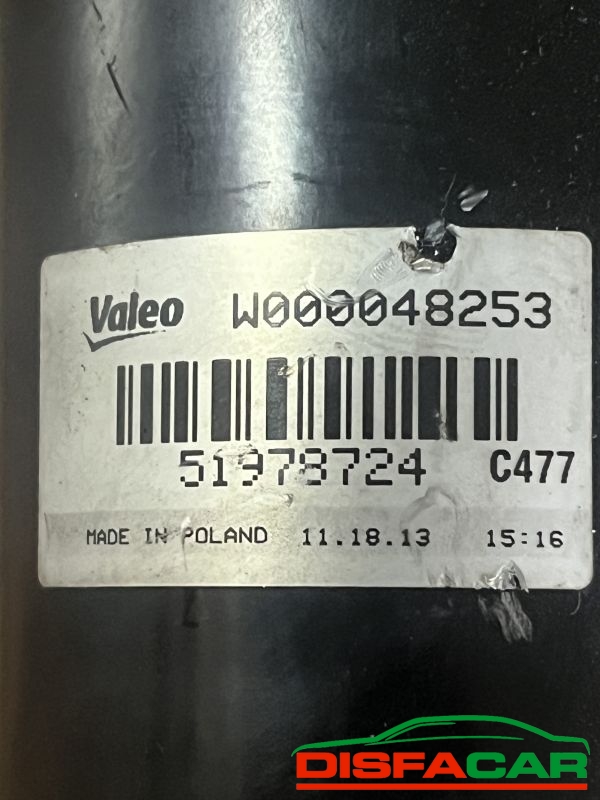 Valeo W000048253
51978724 C477
MADE IN POLAND 11.18.13 15:16
DISFACAR